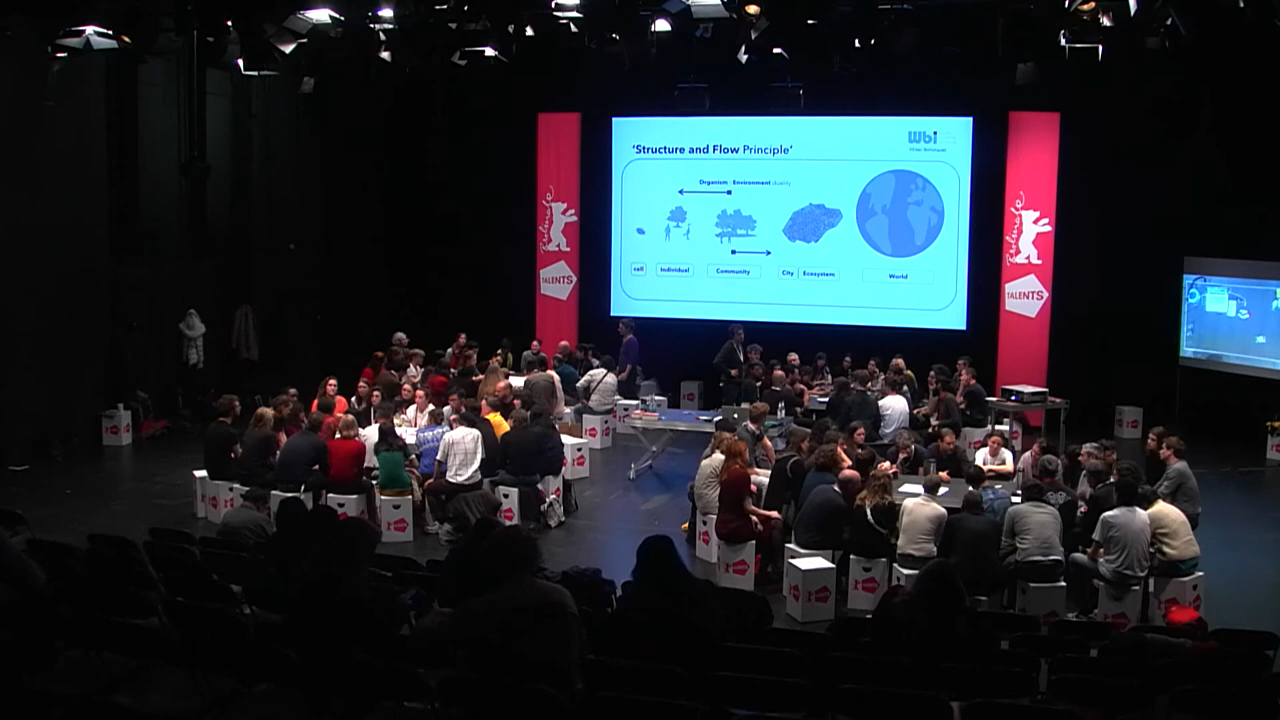 'Structure and Flow Principle'
Wbi
Organism Environment duality
cell
Individual
Community
City
Ecosystem
World
Berlinale
TALENTS
Berlinale
TALENTS